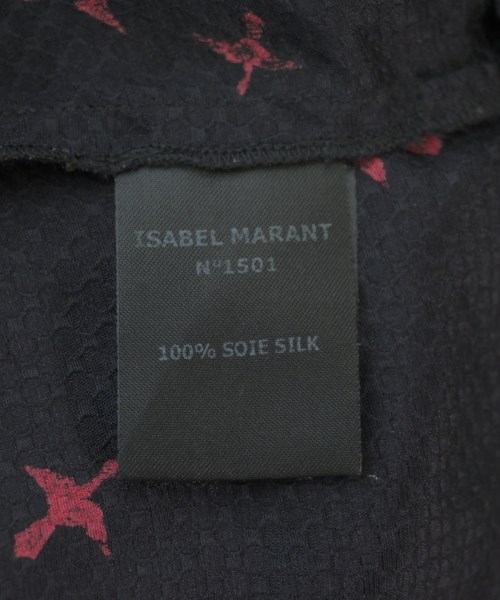 ISABEL MARANT
N°1501
100% SOIE SILK